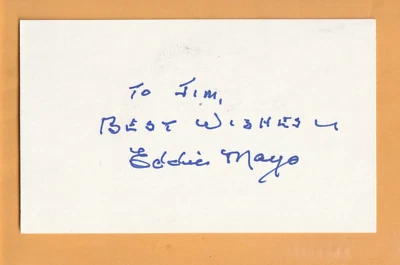 To Jim,
BEST WISHES
Eddie Mayo